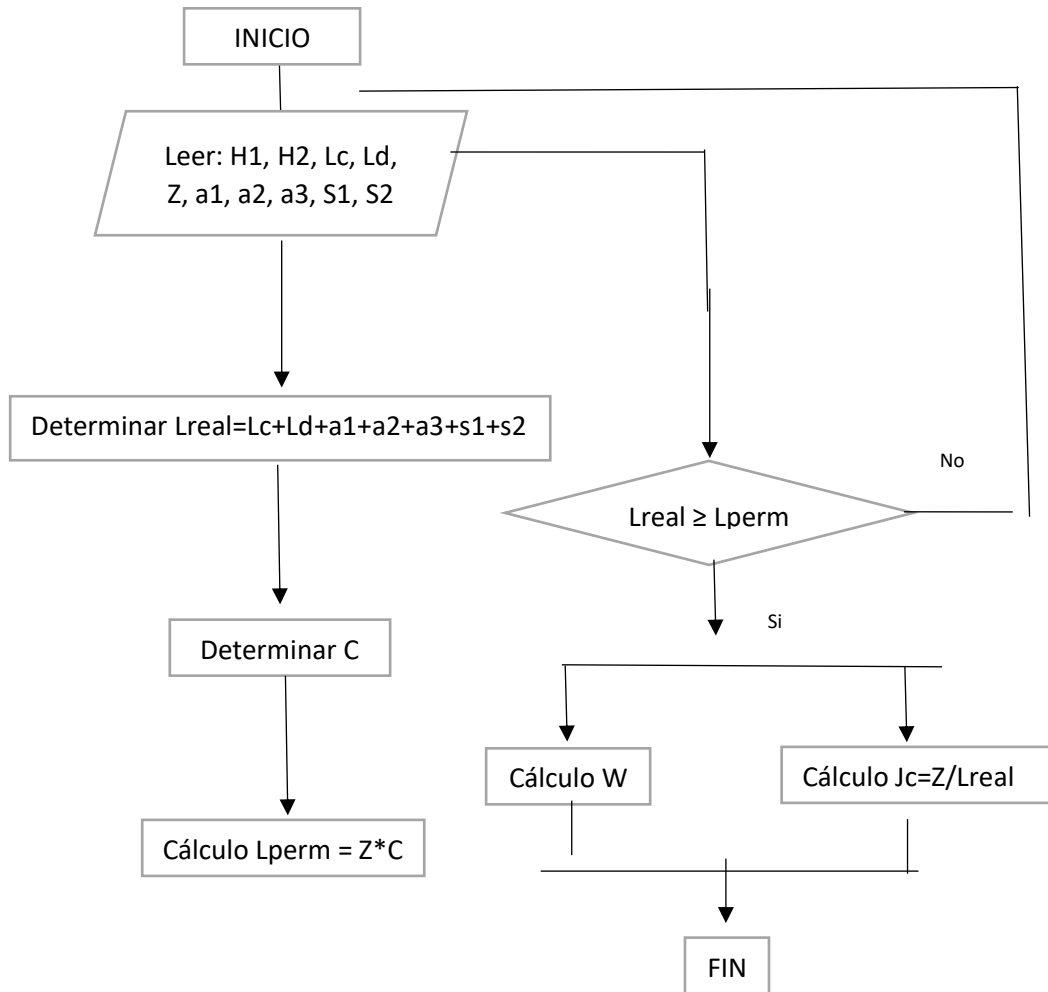 INICIO
Leer: H1, H2, Lc, Ld,
Z, a1, a2, a3, S1, S2
Determinar Lreal=Lc+Ld+a1+a2+a3+s1+s2
Determinar C
Cálculo Lperm = Z*C
No
Lreal ≥ Lperm
Si
Cálculo W
Cálculo Jc=Z/Lreal
FIN